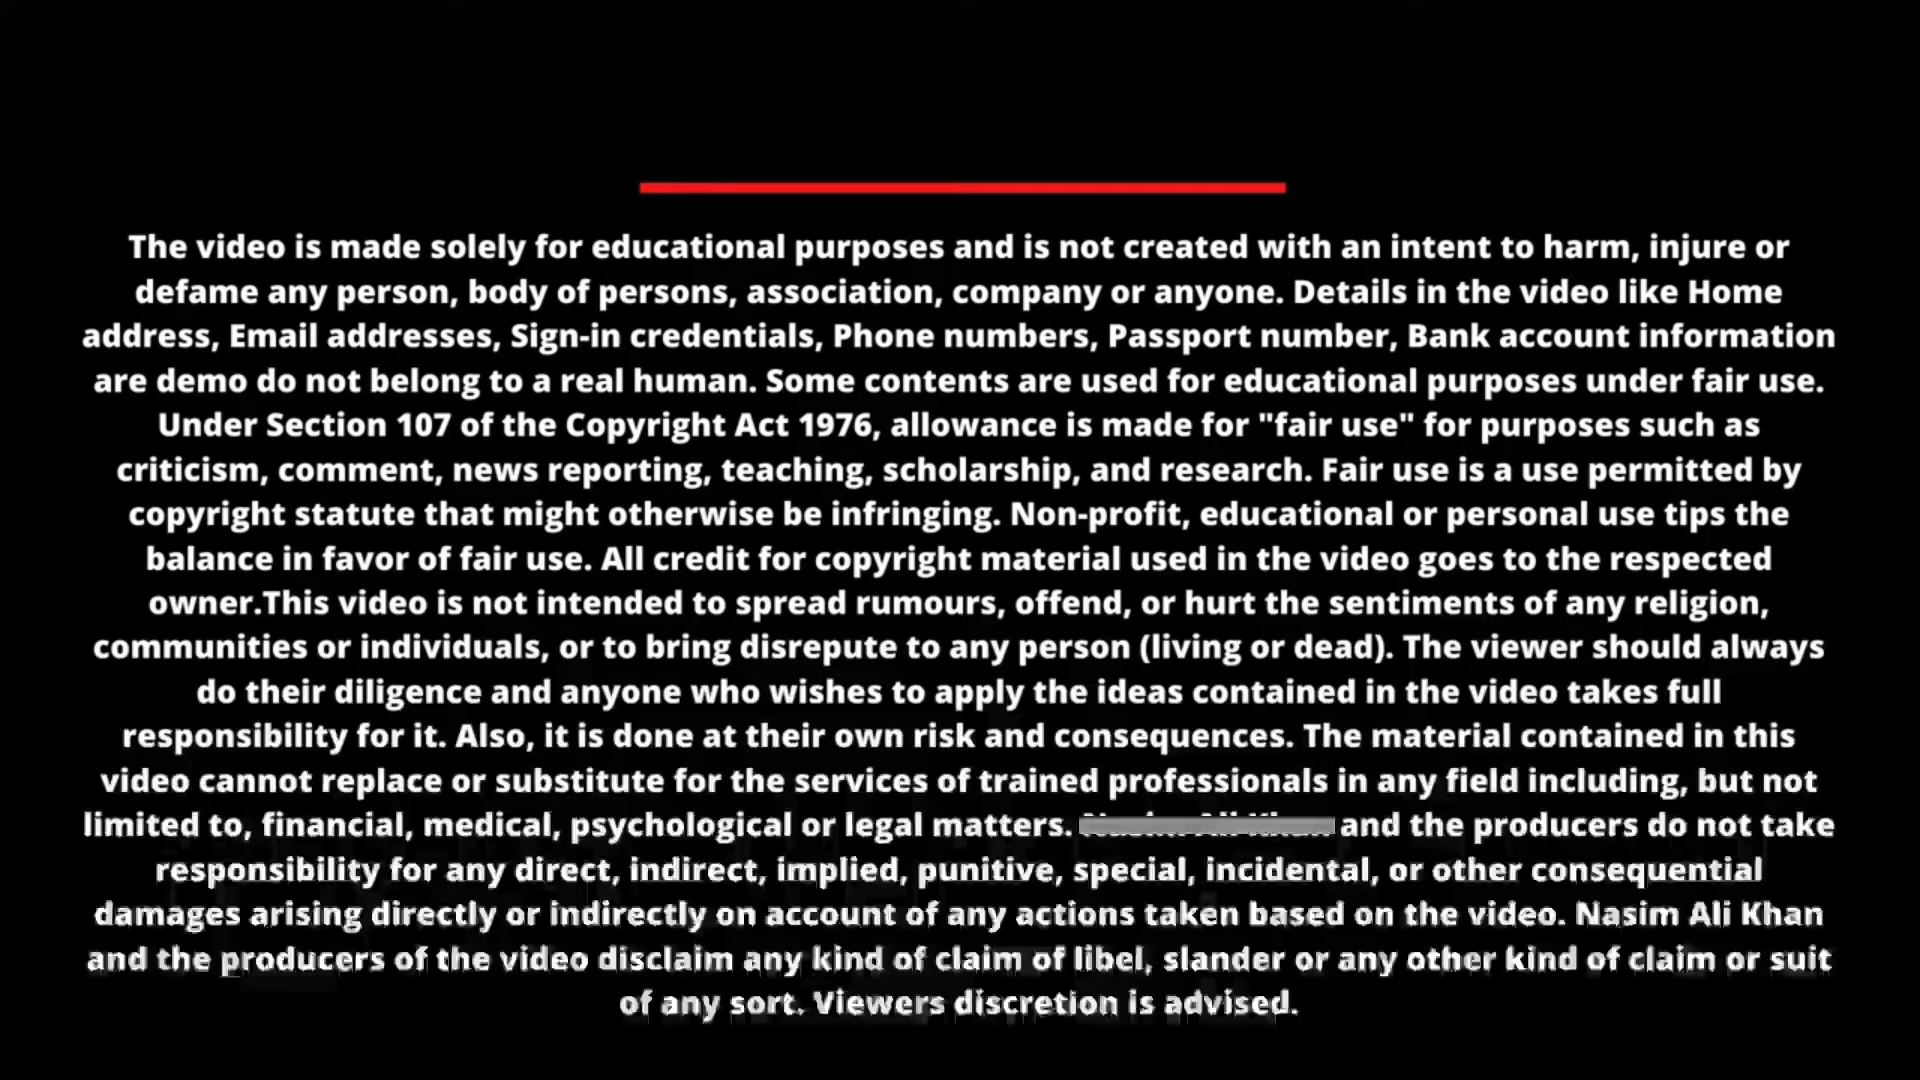 The video is made solely for educational purposes and is not created with an intent to harm, injure or
defame any person, body of persons, association, company or anyone. Details in the video like Home
address, Email addresses, Sign-in credentials, Phone numbers, Passport number, Bank account information
are demo do not belong to a real human. Some contents are used for educational purposes under fair use.
Under Section 107 of the Copyright Act 1976, allowance is made for "fair use" for purposes such as
criticism, comment, news reporting, teaching, scholarship, and research. Fair use is a use permitted by
copyright statute that might otherwise be infringing. Non-profit, educational or personal use tips the
balance in favor of fair use. All credit for copyright material used in the video goes to the respected
owner.This video is not intended to spread rumours, offend, or hurt the sentiments of any religion,
communities or individuals, or to bring disrepute to any person (living or dead). The viewer should always
do their diligence and anyone who wishes to apply the ideas contained in the video takes full
responsibility for it. Also, it is done at their own risk and consequences. The material contained in this
video cannot replace or substitute for the services of trained professionals in any field including, but not
limited to, financial, medical, psychological or legal matters. and the producers do not take
responsibility for any direct, indirect, implied, punitive, special, incidental, or other consequential
damages arising directly or indirectly on account of any actions taken based on the video. Nasim Ali Khan
and the producers of the video disclaim any kind of claim of libel, slander or any other kind of claim or suit
of any sort. Viewers discretion is advised.